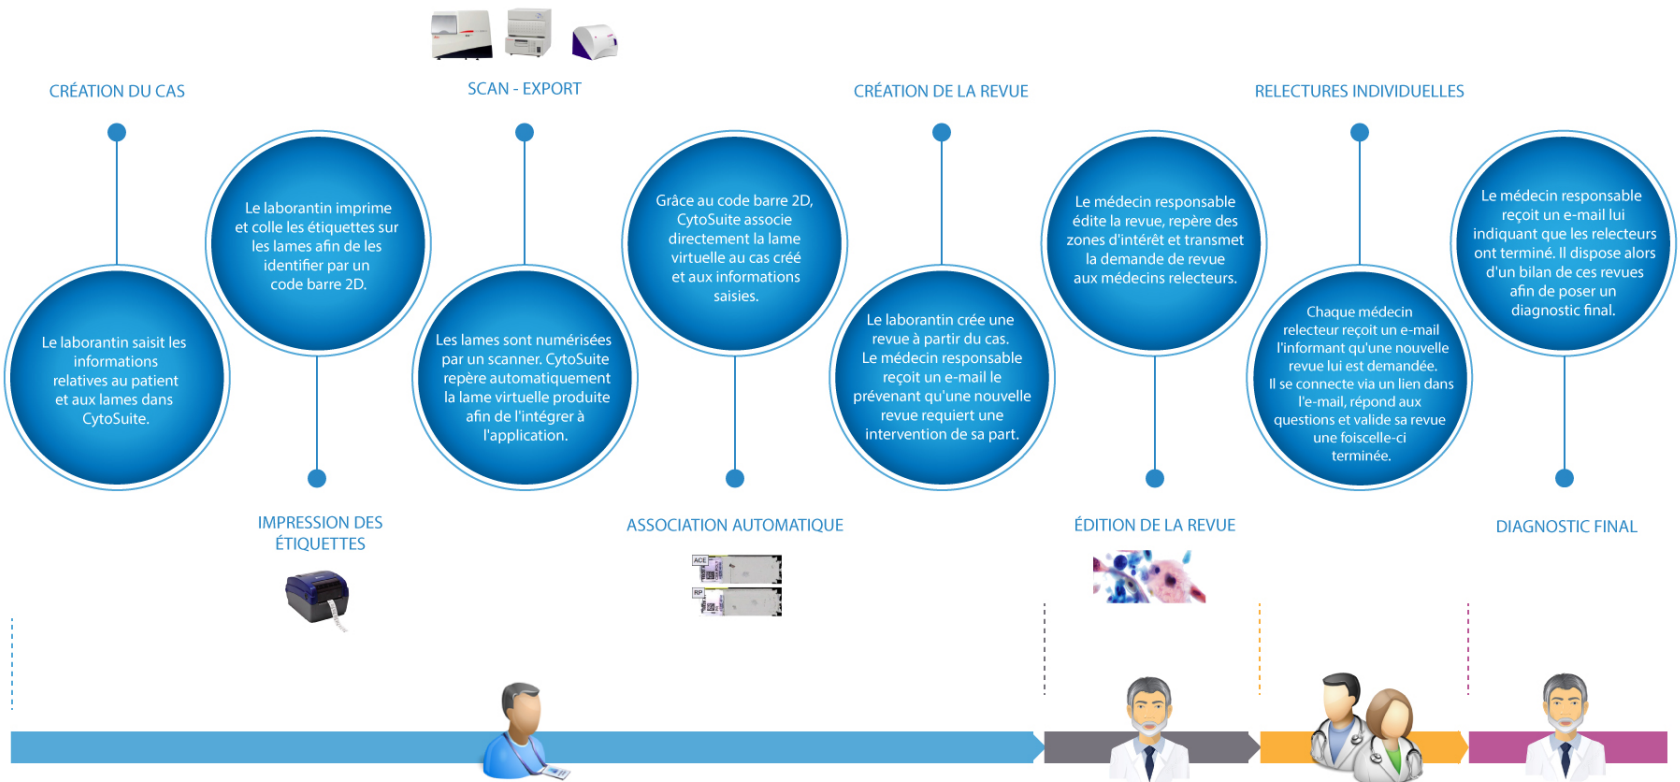 CRÉATION DU CAS
Le laborantin saisit les
informations
relatives au patient
et aux lames dans
CytoSuite.
Le laborantin imprime
et colle les étiquettes sur
les lames afin de les
identifier par un
code barre 2D.
IMPRESSION DES
ÉTIQUETTES
SCAN - EXPORT
Les lames sont numérisées
par un scanner. CytoSuite
repère automatiquement
la lame virtuelle produite
afin de l'intégrer à
l'application.
Grâce au code barre 2D,
CytoSuite associe
directement la lame
virtuelle au cas créé
et aux informations
saisies.
ASSOCIATION AUTOMATIQUE
ACE
RP
CRÉATION DE LA REVUE
Le laborantin crée une
revue à partir du cas.
Le médecin responsable
reçoit un e-mail le
prévenant qu'une nouvelle
revue requiert une
intervention de sa part.
Le médecin responsable
édite la revue, repère des
zones d'intérêt et transmet
la demande de revue
aux médecins relecteurs.
ÉDITION DE LA REVUE
RELECTURES INDIVIDUELLES
Chaque médecin
relecteur reçoit un e-mail
l'informant qu'une nouvelle
revue lui est demandée.
Il se connecte via un lien dans
l'e-mail, répond aux
questions et valide sa revue
une foiscelle-ci
terminée.
Le médecin responsable
reçoit un e-mail lui
indiquant que les relecteurs
ont terminé. Il dispose alors
d'un bilan de ces revues
afin de poser un
diagnostic final.
DIAGNOSTIC FINAL